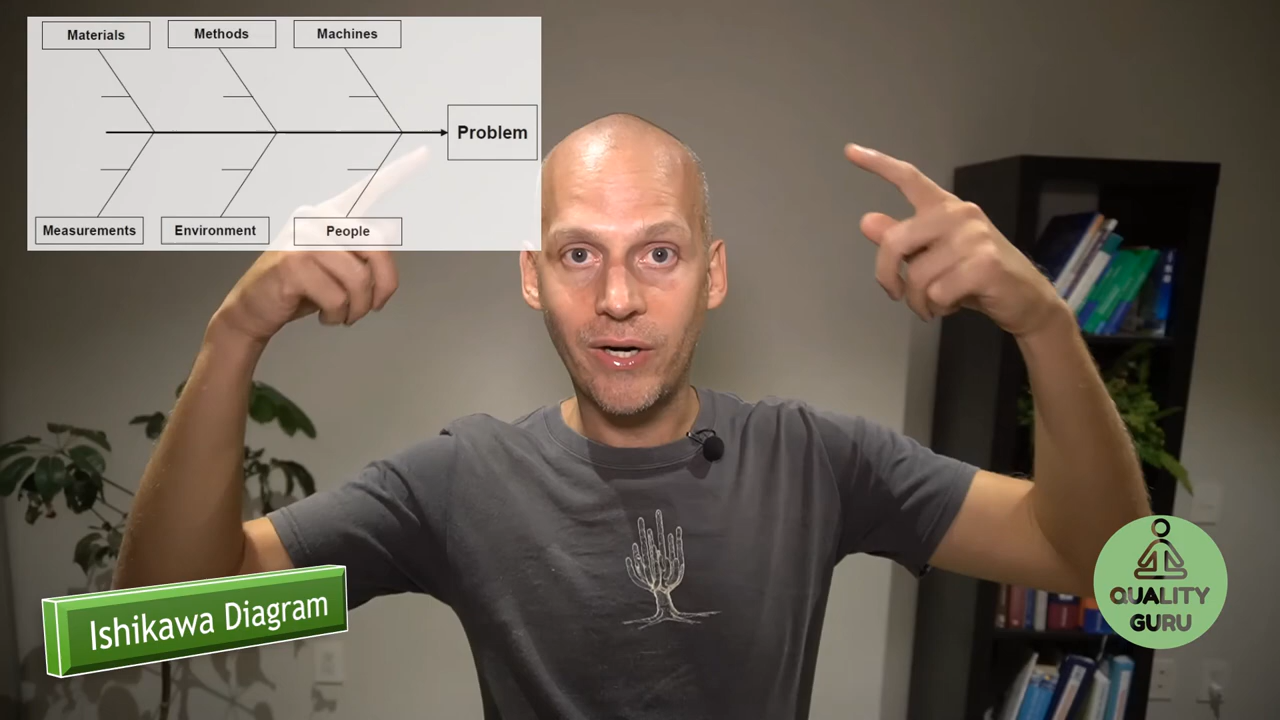 Materials
Methods
Machines
Problem
Measurements
Environment
People
Ishikawa Diagram
QUALITY
GURU